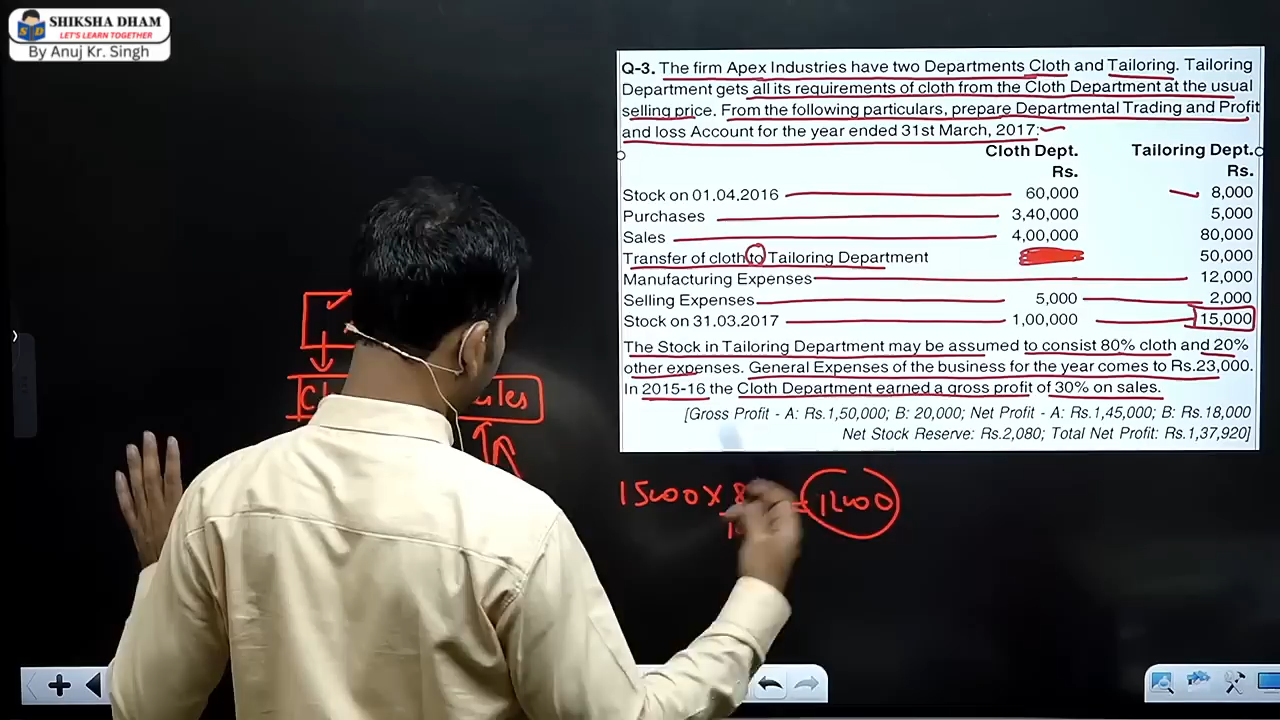 SHIKSHA DHAM
LET'S LEARN TOGETHER
By Anuj Kr. Singh
Q-3. The firm Apex Industries have two Departments Cloth and Tailoring. Tailoring
Department gets all its requirements of cloth from the Cloth Department at the usual
selling price. From the following particulars, prepare Departmental Trading and Profit
and loss Account for the year ended 31st March, 2017:
Cloth Dept. Tailoring Dept.
Rs. Rs.
Stock on 01.04.2016 60,000 8,000
Purchases 3,40,000 5,000
Sales 4,00,000 80,000
Transfer of cloth to Tailoring Department 50,000
Manufacturing Expenses 12,000
Selling Expenses 5,000 2,000
Stock on 31.03.2017 1,00,000 15,000
The Stock in Tailoring Department may be assumed to consist 80% cloth and 20%
other expenses. General Expenses of the business for the year comes to Rs.23,000.
In 2015-16 the Cloth Department earned a gross profit of 30% on sales.
[Gross Profit - A: Rs.1,50,000; B: 20,000; Net Profit - A: Rs.1,45,000; B: Rs.18,000
Net Stock Reserve: Rs.2,080; Total Net Profit: Rs.1,37,920]
15000 x 8 = 12000